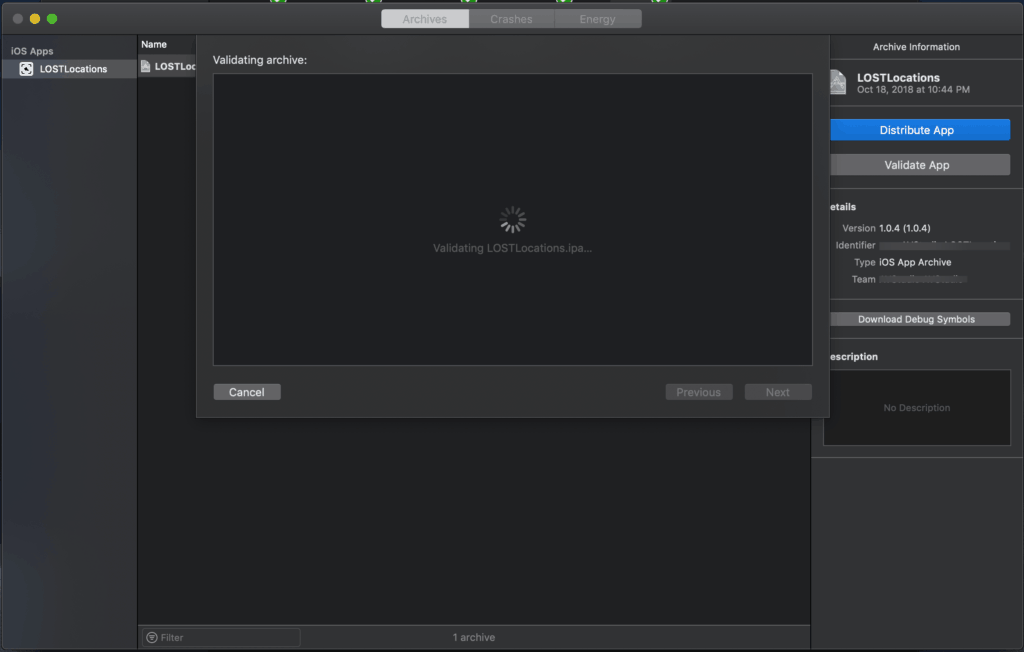 Archives Crashes Energy
iOS Apps
LOSTLocations
Name
LOSTLoc
Validating archive:
Validating LOSTLocations.ipa...
Cancel Previous Next
Filter
1 archive
Archive Information
LOSTLocations
Oct 18, 2018 at 10:44 PM
Distribute App
Validate App
etails
Version 1.0.4 (1.0.4)
Identifier
Type iOS App Archive
Team
Download Debug Symbols
escription
No Description